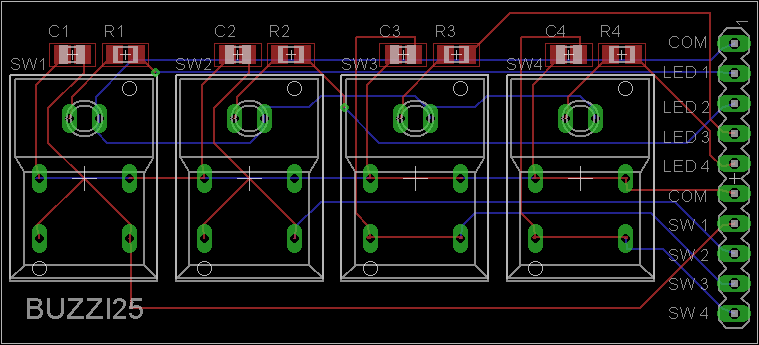 C1 R1 C2 R2 C3 R3 C4 R4 1
SW1 SW2 SW3 SW4
COM
LED 1
LED 2
LED 3
LED 4
COM
SW 1
SW 2
SW 3
SW 4
BUZZI25